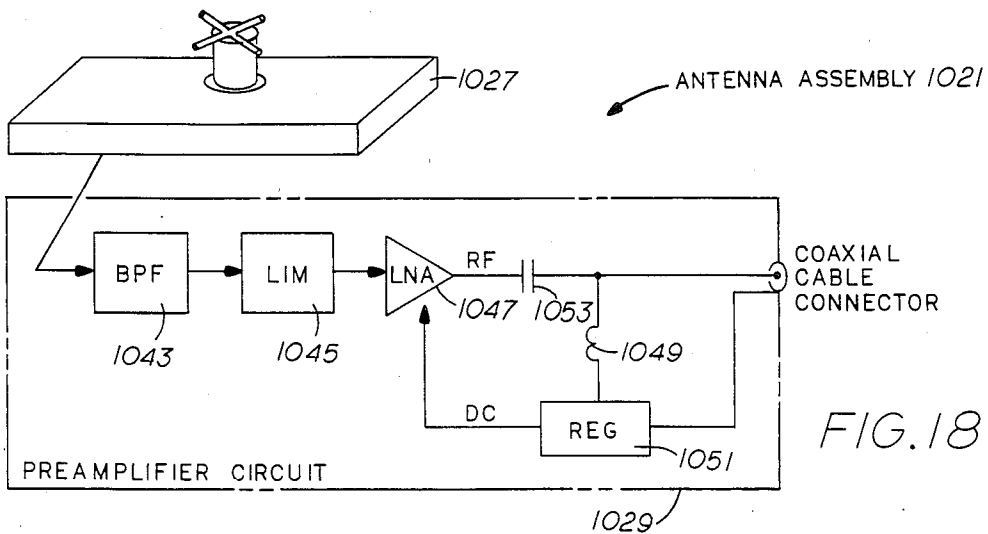 1027
ANTENNA ASSEMBLY 1021
BPF
LIM
LNA
RF
COAXIAL
CABLE
CONNECTOR
1043
1045
1047
1053
1049
DC
REG
1051
FIG.18
PREAMPLIFIER CIRCUIT
1029